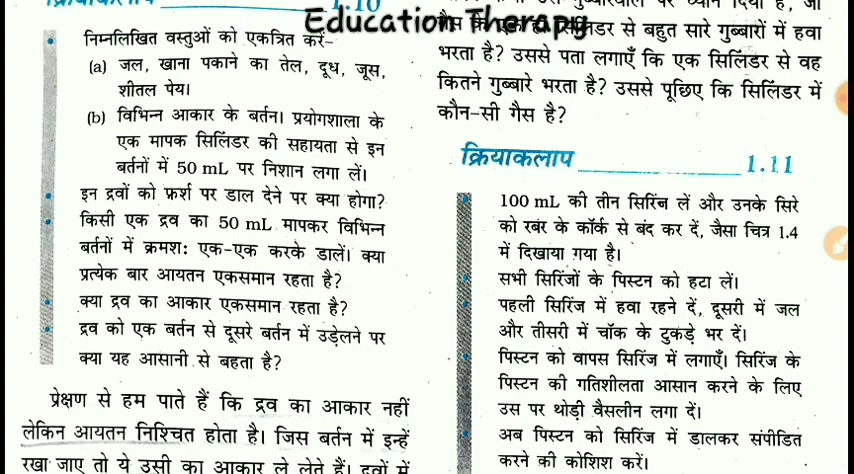 क्रियाकलाप 1.10
Education Therapy
निम्नलिखित वस्तुओं को एकत्रित करें–
(a) जल, खाना पकाने का तेल, दूध, जूस,
शीतल पेय।
(b) विभिन्न आकार के बर्तन। प्रयोगशाला के
एक मापक सिलिंडर की सहायता से इन
बर्तनों में 50 mL पर निशान लगा लें।
इन द्रवों को फ़र्श पर डाल देने पर क्या होगा?
किसी एक द्रव का 50 mL मापकर विभिन्न
बर्तनों में क्रमशः एक-एक करके डालें। क्या
प्रत्येक बार आयतन एकसमान रहता है?
क्या द्रव का आकार एकसमान रहता है?
द्रव को एक बर्तन से दूसरे बर्तन में उड़ेलने पर
क्या यह आसानी से बहता है?
प्रेक्षण से हम पाते हैं कि द्रव का आकार नहीं
लेकिन आयतन निश्चित होता है। जिस बर्तन में इन्हें
रखा जाए तो ये उसी का आकार ले लेते हैं। द्रवों में
पर ध्यान दिया है, जो
गैस के एक ही सिलिंडर से बहुत सारे गुब्बारों में हवा
भरता है? उससे पता लगाएँ कि एक सिलिंडर से वह
कितने गुब्बारे भरता है? उससे पूछिए कि सिलिंडर में
कौन-सी गैस है?
क्रियाकलाप 1.11
100 mL की तीन सिरिंज लें और उनके सिरे
को रबर के कॉर्क से बंद कर दें, जैसा चित्र 1.4
में दिखाया गया है।
सभी सिरिंजों के पिस्टन को हटा लें।
पहली सिरिंज में हवा रहने दें, दूसरी में जल
और तीसरी में चॉक के टुकड़े भर दें।
पिस्टन को वापस सिरिंज में लगाएँ। सिरिंज के
पिस्टन की गतिशीलता आसान करने के लिए
उस पर थोड़ी वैसलीन लगा दें।
अब पिस्टन को सिरिंज में डालकर संपीडित
करने की कोशिश करें।